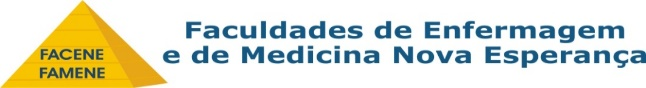 FACENE
FAMENE
Faculdades de Enfermagem
e de Medicina Nova Esperança